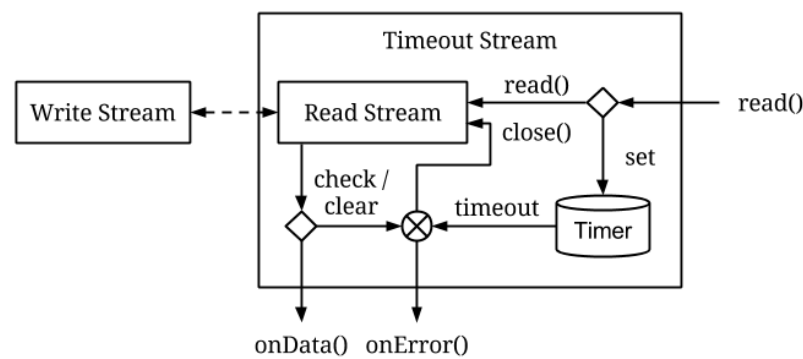 Timeout Stream
Write Stream
Read Stream
read()
read()
close()
set
check /
clear
timeout
Timer
onData()
onError()